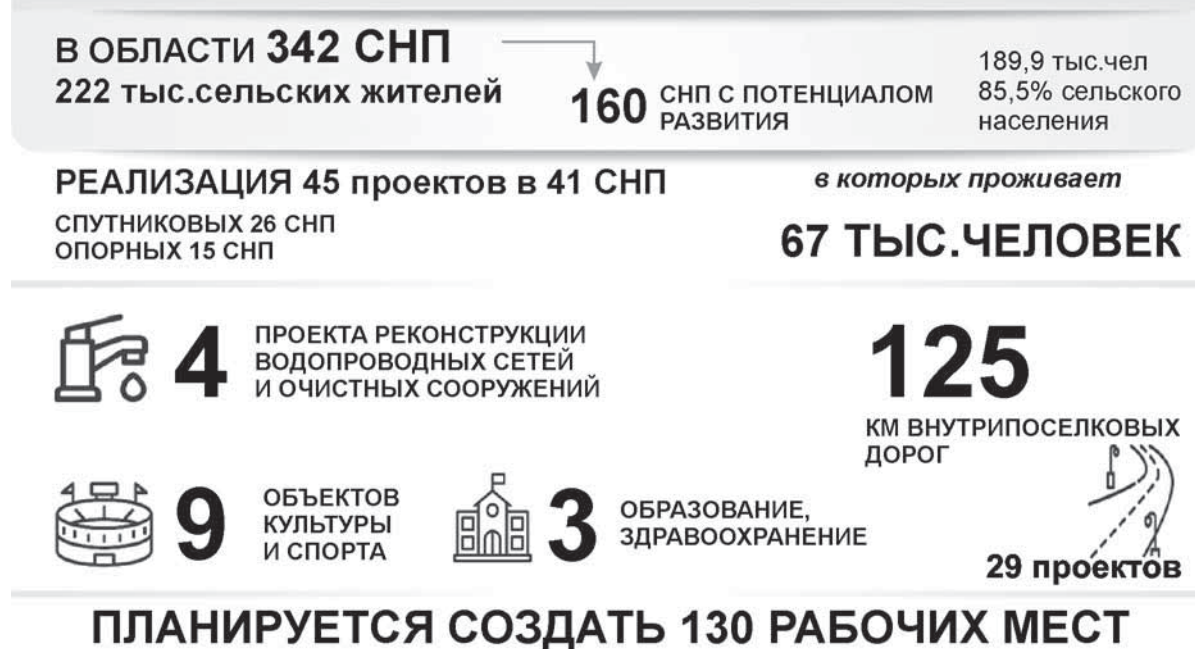 В ОБЛАСТИ 342 СНП
222 тыс.сельских жителей
160 СНП С ПОТЕНЦИАЛОМ
РАЗВИТИЯ
189,9 тыс.чел
85,5% сельского
населения
РЕАЛИЗАЦИЯ 45 проектов в 41 СНП
СПУТНИКОВЫХ 26 СНП
ОПОРНЫХ 15 СНП
в которых проживает
67 ТЫС.ЧЕЛОВЕК
4 ПРОЕКТА РЕКОНСТРУКЦИИ
ВОДОПРОВОДНЫХ СЕТЕЙ
И ОЧИСТНЫХ СООРУЖЕНИЙ
125
КМ ВНУТРИПОСЕЛКОВЫХ
ДОРОГ
29 проектов
9 ОБЪЕКТОВ
КУЛЬТУРЫ
И СПОРТА
3 ОБРАЗОВАНИЕ,
ЗДРАВООХРАНЕНИЕ
ПЛАНИРУЕТСЯ СОЗДАТЬ 130 РАБОЧИХ МЕСТ